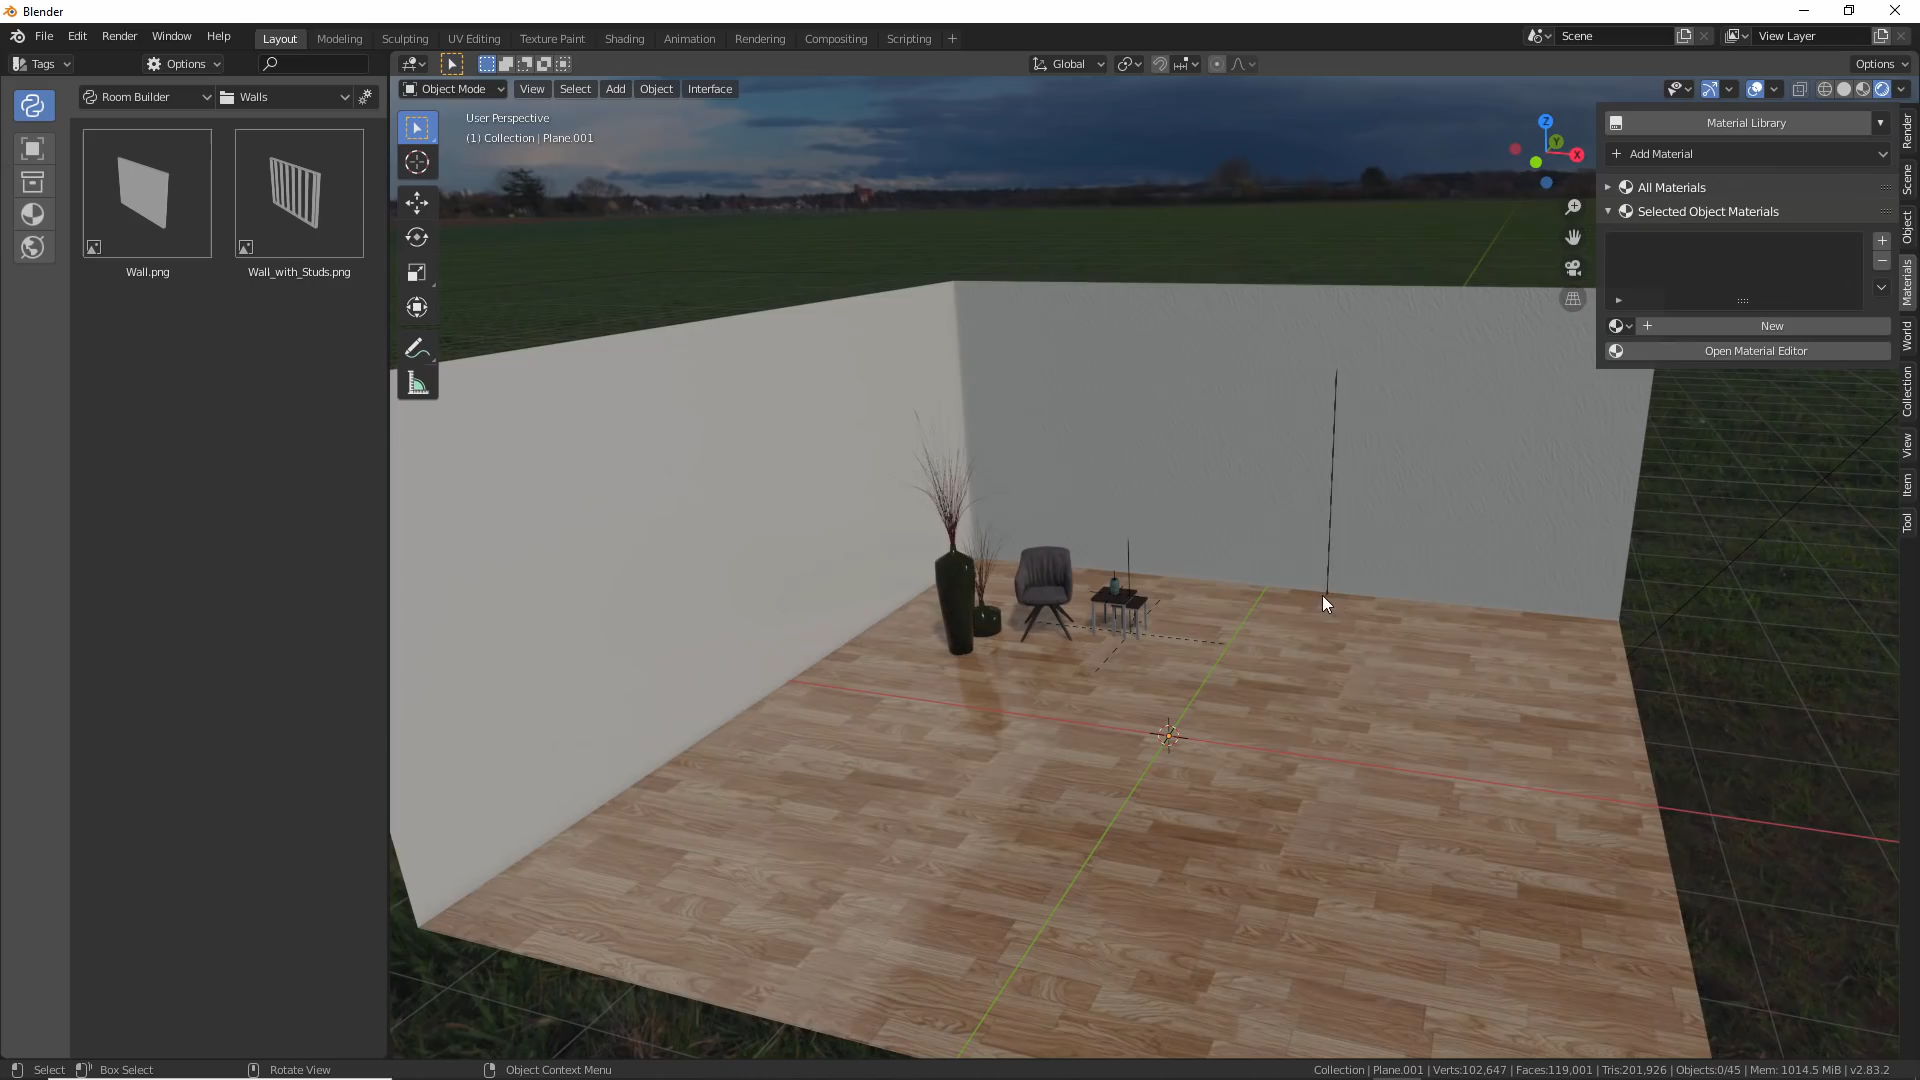 Blender
File Edit Render Window Help
Layout Modeling Sculpting UV Editing Texture Paint Shading Animation Rendering Compositing Scripting
Scene
View Layer
Tags
Options
Global
Options
Room Builder
Walls
Object Mode
View Select Add Object Interface
User Perspective
(1) Collection | Plane.001
Wall.png
Wall_with_Studs.png
Z
Y
X
Material Library
Add Material
All Materials
Selected Object Materials
New
Open Material Editor
Render
Scene
Object
Materials
World
Collection
View
Item
Tool
Select Box Select Rotate View Object Context Menu
Collection | Plane.001 | Verts:102,647 | Faces:119,001 | Tris:201,926 | Objects:0/45 | Mem: 1014.5 MiB | v2.83.2